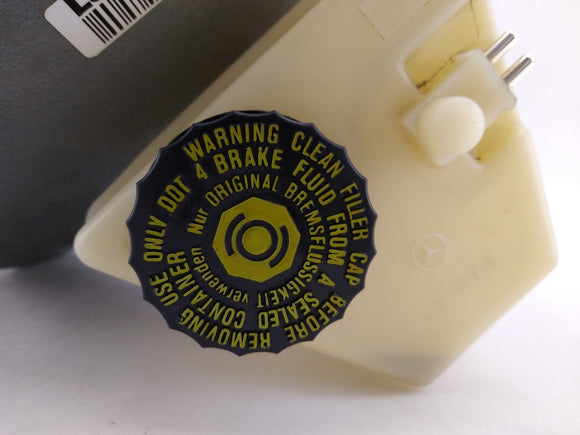 WARNING CLEAN FILLER CAP BEFORE REMOVING USE ONLY DOT 4 BRAKE FLUID FROM A SEALED CONTAINER
Nur ORIGINAL BREMSFLUSSIGKEIT verwenden